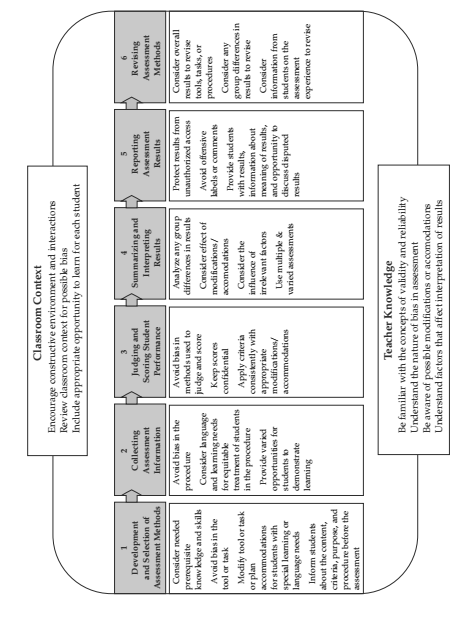 Classroom Context
Encourage constructive environment and interactions
Review classroom context for possible bias
Include appropriate opportunity to learn for each student
1
Development
and Selection of
Assessment Methods
Consider needed
prerequisite
knowledge and skills
Avoid bias in the
tool or task
Modify tool or task
or plan
accommodations
for students with
special learning or
language needs
Inform students
about the content,
criteria, purpose, and
procedure before the
assessment
2
Collecting
Assessment
Information
Avoid bias in the
procedure
Consider language
and learning needs
for equitable
treatment of students
in the procedure
Provide varied
opportunities for
students to
demonstrate
learning
3
Judging and
Scoring Student
Performance
Avoid bias in
methods used to
judge and score
Keep scores
confidential
Apply criteria
consistently with
appropriate
modifications/
accommodations
4
Summarizing and
Interpreting
Results
Analyze any group
differences in results
Consider effect of
modifications/
accomodations
Consider the
influence of
irrelevant factors
Use multiple &
varied assessments
5
Reporting
Assessment
Results
Protect results from
unauthorized access
Avoid offensive
labels or comments
Provide students
with results,
information about
meaning of results,
and opportunity to
discuss disputed
results
6
Revising
Assessment
Methods
Consider overall
results to revise
tools, tasks, or
procedures
Consider any
group differences in
results to revise
Consider
information from
students on the
assessment
experience to revise
Teacher Knowledge
Be familiar with the concepts of validity and reliability
Understand the nature of bias in assessment
Be aware of possible modifications or accomodations
Understand factors that affect interpretation of results